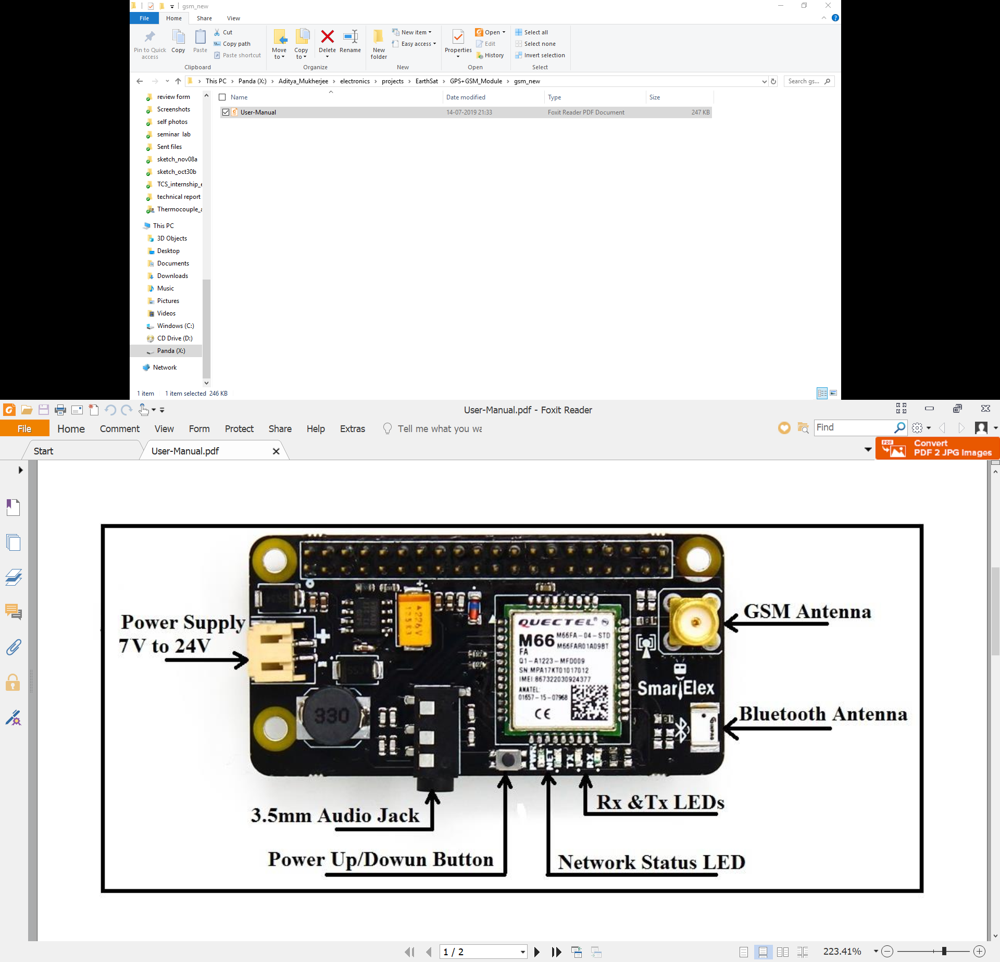 gsm_new
File Home Share View
Pin to Quick access
Copy
Paste
Cut
Copy path
Paste shortcut
Clipboard
Move to
Copy to
Delete
Rename
Organize
New folder
New item
Easy access
New
Properties
Open
Edit
History
Open
Select all
Select none
Invert selection
Select
This PC > Panda (X:) > Aditya_Mukherjee > electronics > projects > EarthSat > GPS+GSM_Module > gsm_new
Search gs...
Name Date modified Type Size
User-Manual 14-07-2019 21:33 Foxit Reader PDF Document 247 KB
review form
Screenshots
self photos
seminar lab
Sent files
sketch_nov08a
sketch_oct30b
TCS_internship_e
technical report
Thermocouple_a
This PC
3D Objects
Desktop
Documents
Downloads
Music
Pictures
Videos
Windows (C:)
CD Drive (D:)
Panda (X:)
Network
1 item 1 item selected 246 KB
User-Manual.pdf - Foxit Reader
File Home Comment View Form Protect Share Help Extras Tell me what you wa
Find
Start User-Manual.pdf
PDF Convert
PDF 2 JPG Images
Power Supply
7V to 24V
GSM Antenna
QUECTEL
M66 M66FA-04-STD
FA M66FAR01A09BT
Q1-A1223-MFD009
SN:MPA17KT01017012
IMEI:867322030924377
ANATEL:
01657-15-07968
CE
SmartElex
Bluetooth Antenna
330
PWR NET TX RX
3.5mm Audio Jack
Rx &Tx LEDs
Power Up/Dowun Button
Network Status LED
1 / 2
223.41%